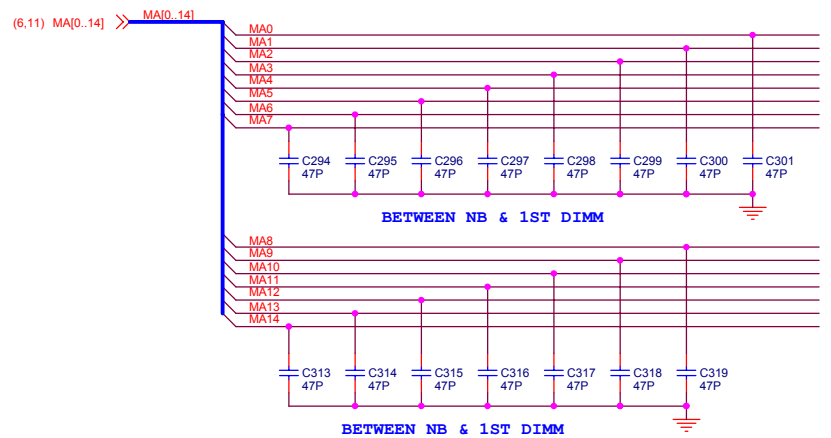 (6,11) MA[0..14]
MA[0..14]
MA0
MA1
MA2
MA3
MA4
MA5
MA6
MA7
C294 C295 C296 C297 C298 C299 C300 C301
47P 47P 47P 47P 47P 47P 47P 47P
BETWEEN NB & 1ST DIMM
MA8
MA9
MA10
MA11
MA12
MA13
MA14
C313 C314 C315 C316 C317 C318 C319
47P 47P 47P 47P 47P 47P 47P
BETWEEN NB & 1ST DIMM